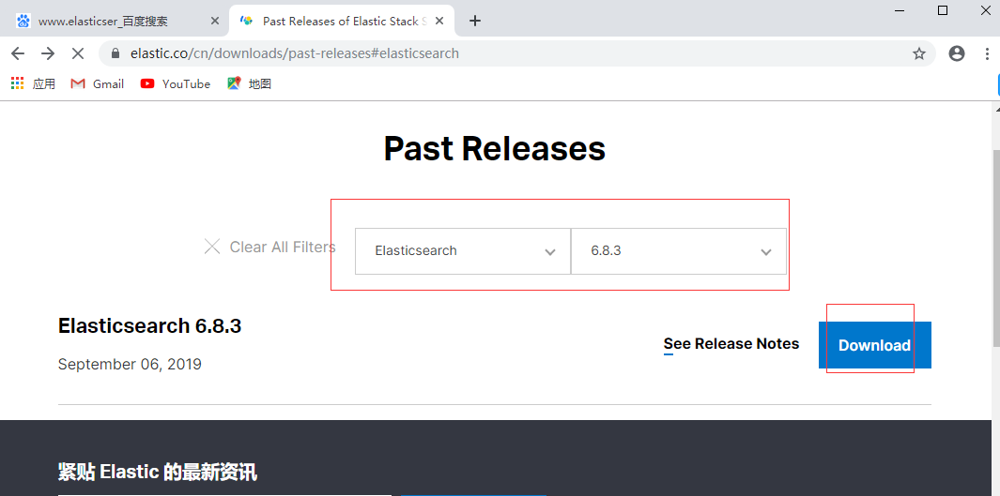 www.elasticser_百度搜索
Past Releases of Elastic Stack S
elastic.co/cn/downloads/past-releases#elasticsearch
应用 Gmail YouTube 地图
Past Releases
Clear All Filters Elasticsearch 6.8.3
Elasticsearch 6.8.3
See Release Notes Download
September 06, 2019
紧贴 Elastic 的最新资讯